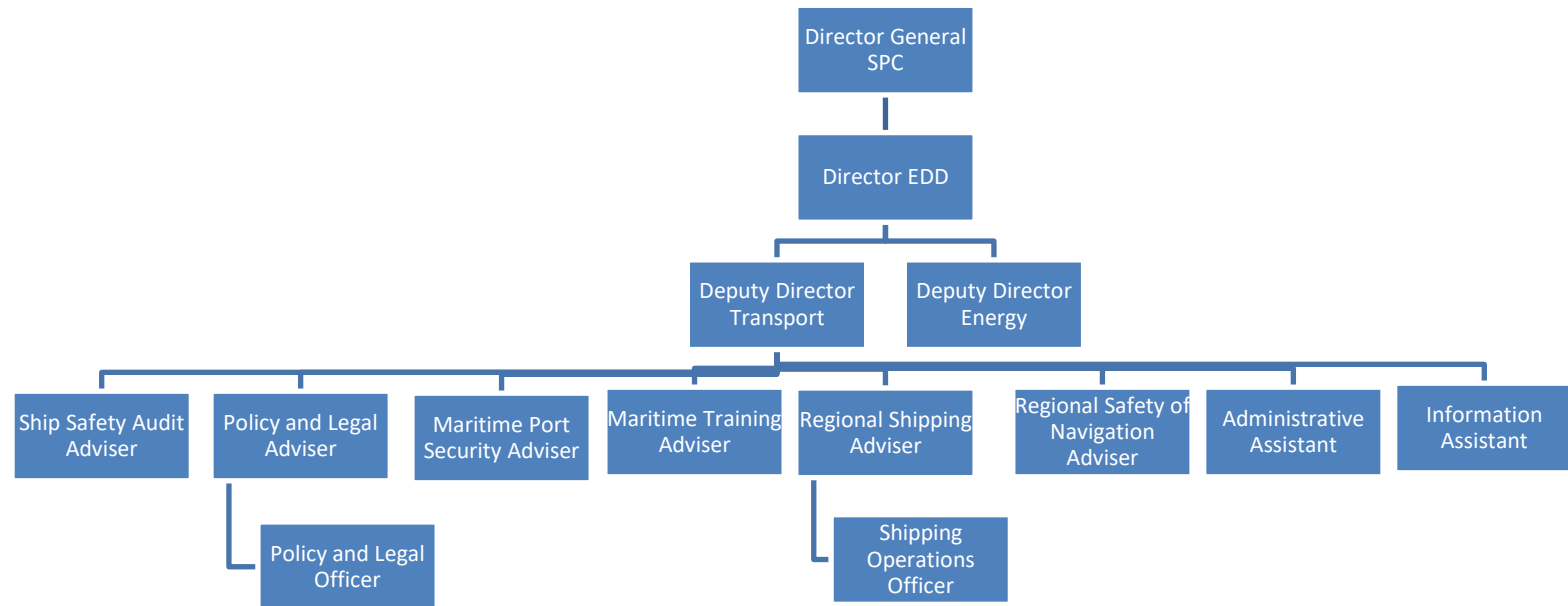 Director General
SPC
Director EDD
Deputy Director
Transport
Deputy Director
Energy
Ship Safety Audit
Adviser
Policy and Legal
Adviser
Maritime Port
Security Adviser
Maritime Training
Adviser
Regional Shipping
Adviser
Regional Safety of
Navigation
Adviser
Administrative
Assistant
Information
Assistant
Policy and Legal
Officer
Shipping
Operations
Officer